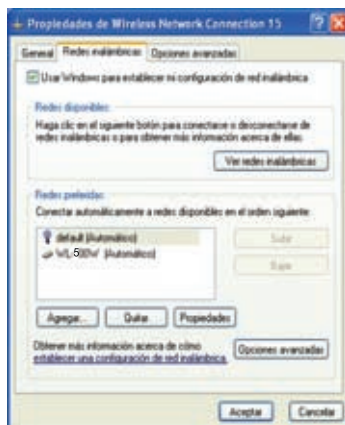 Propiedades de Wireless Network Connection 15
General Redes inalámbricas Opciones avanzadas
Usar Windows para establecer mi configuración de red inalámbrica
Redes disponibles:
Haga clic en el siguiente botón para conectarse o desconectarse de
redes inalámbricas o para obtener más información acerca de ellas.
Ver redes inalámbricas
Redes preferidas:
Conectar automáticamente a redes disponibles en el orden siguiente:
default (Automático)
WL-500W (Automático)
Subir
Bajar
Agregar... Quitar Propiedades
Obtener más información acerca de cómo
establecer una configuración de red inalámbrica.
Opciones avanzadas
Aceptar Cancelar